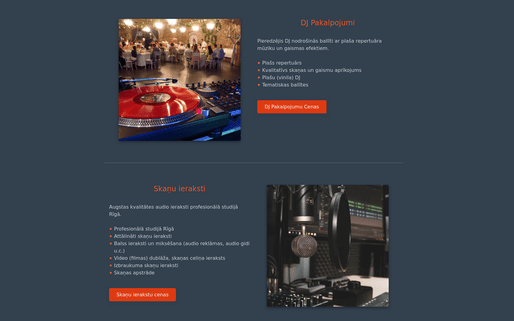 Dj Pakalpojumi
Pieredzējis DJ nodrošinās ballīti ar plašu repertuāru
mūziku un gaismas efektiem.
Plašs repertuārs
Kvalitatīvs skaņas un gaismu aprīkojums
Plašu (vinila) DJ
Tematiskas ballītes
DJ Pakalpojumu Cenas
Skaņu ieraksti
Augstas kvalitātes audio ieraksti profesionālā studijā
Rīgā.
Profesionālā studijā Rīgā
Attālināti skaņu ieraksti
Balss ieraksti un miksēšana (audio reklāmas, audio gidi
u.c.)
Video (filmas) dublāža, skaņas celiņa ieraksts
Izbraukuma skaņu ieraksti
Skaņas apstrāde
Skaņu ierakstu cenas